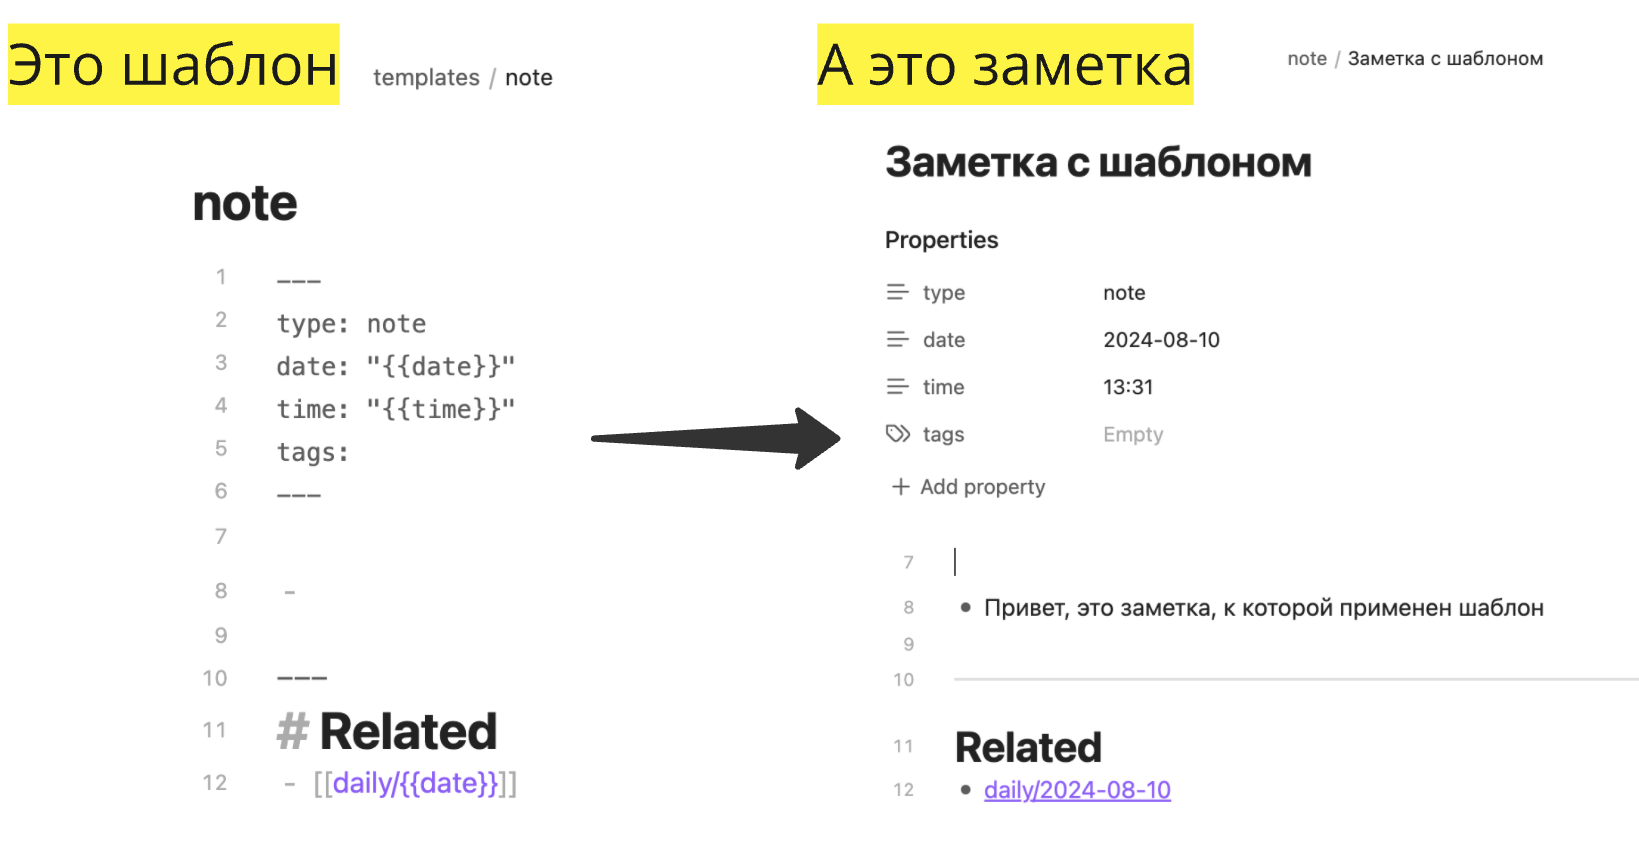 Это шаблон
templates / note
note
1 ---
2 type: note
3 date: "{{date}}"
4 time: "{{time}}"
5 tags:
6 ---
7
8 -
9
10 ---
11 # Related
12 - [[daily/{{date}}]]
А это заметка
note / Заметка с шаблоном
Заметка с шаблоном
Properties
type note
date 2024-08-10
time 13:31
tags Empty
+ Add property
7
8 • Привет, это заметка, к которой применен шаблон
9
10
11 Related
12 • daily/2024-08-10